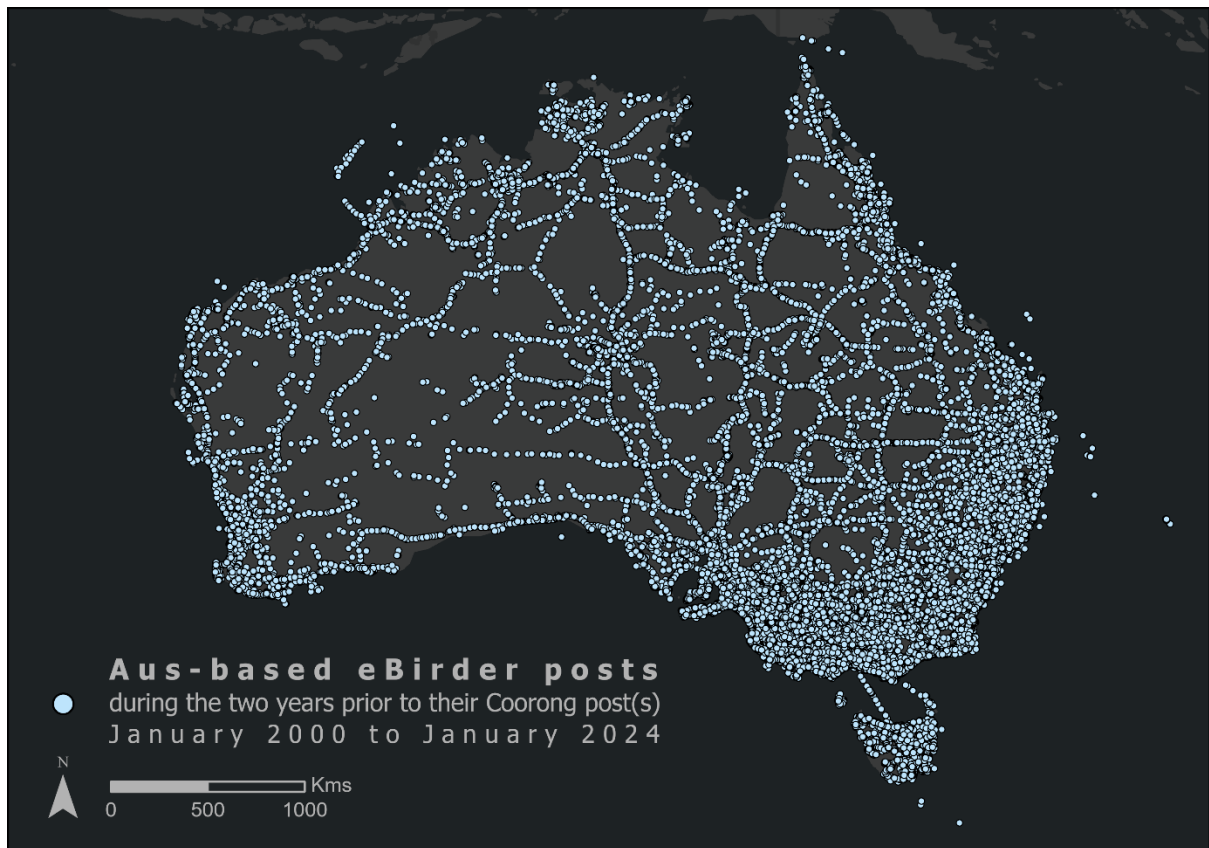 Aus-based eBirder posts
during the two years prior to their Coorong post(s)
January 2000 to January 2024
N
Kms
0 500 1000